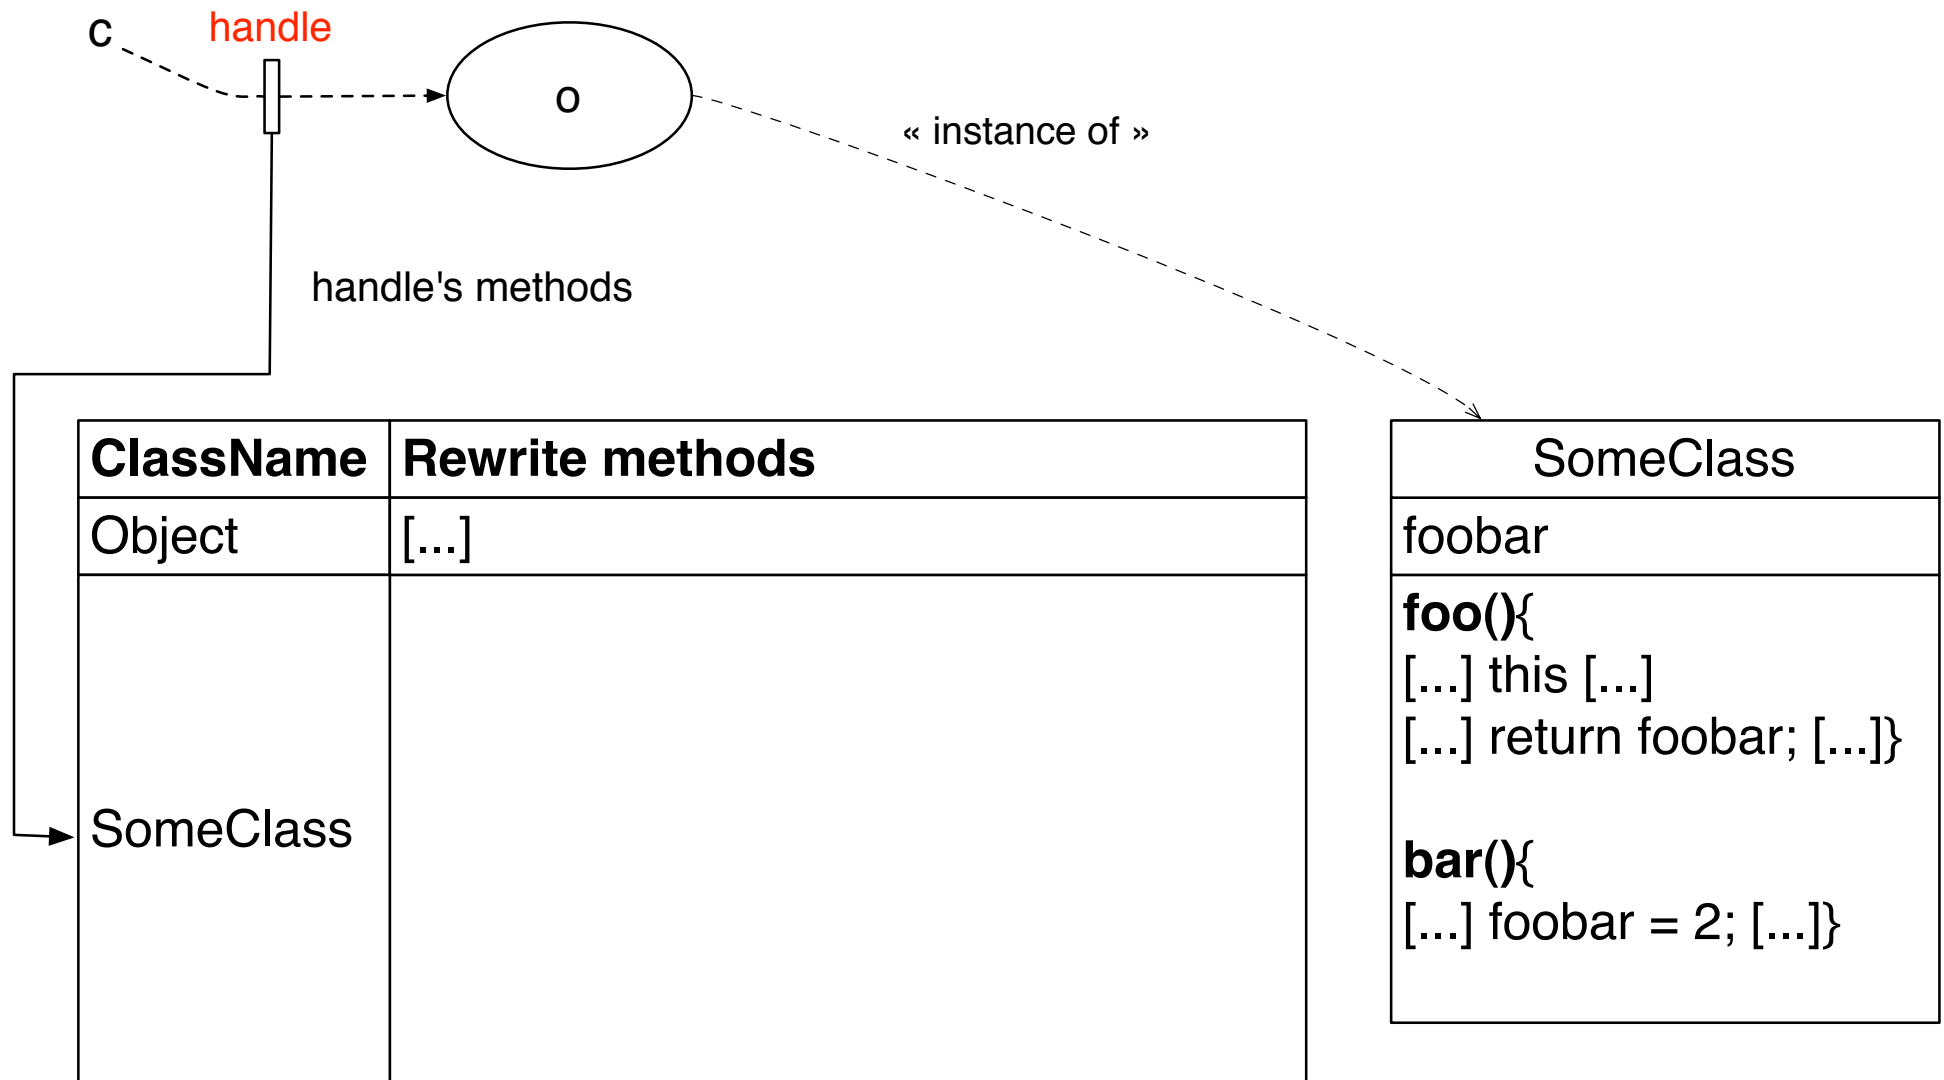 c
handle
o
« instance of »
handle's methods
ClassName
Rewrite methods
Object
[...]
SomeClass
SomeClass
foobar
foo(){
[...] this [...]
[...] return foobar; [...]}
bar(){
[...] foobar = 2; [...]}